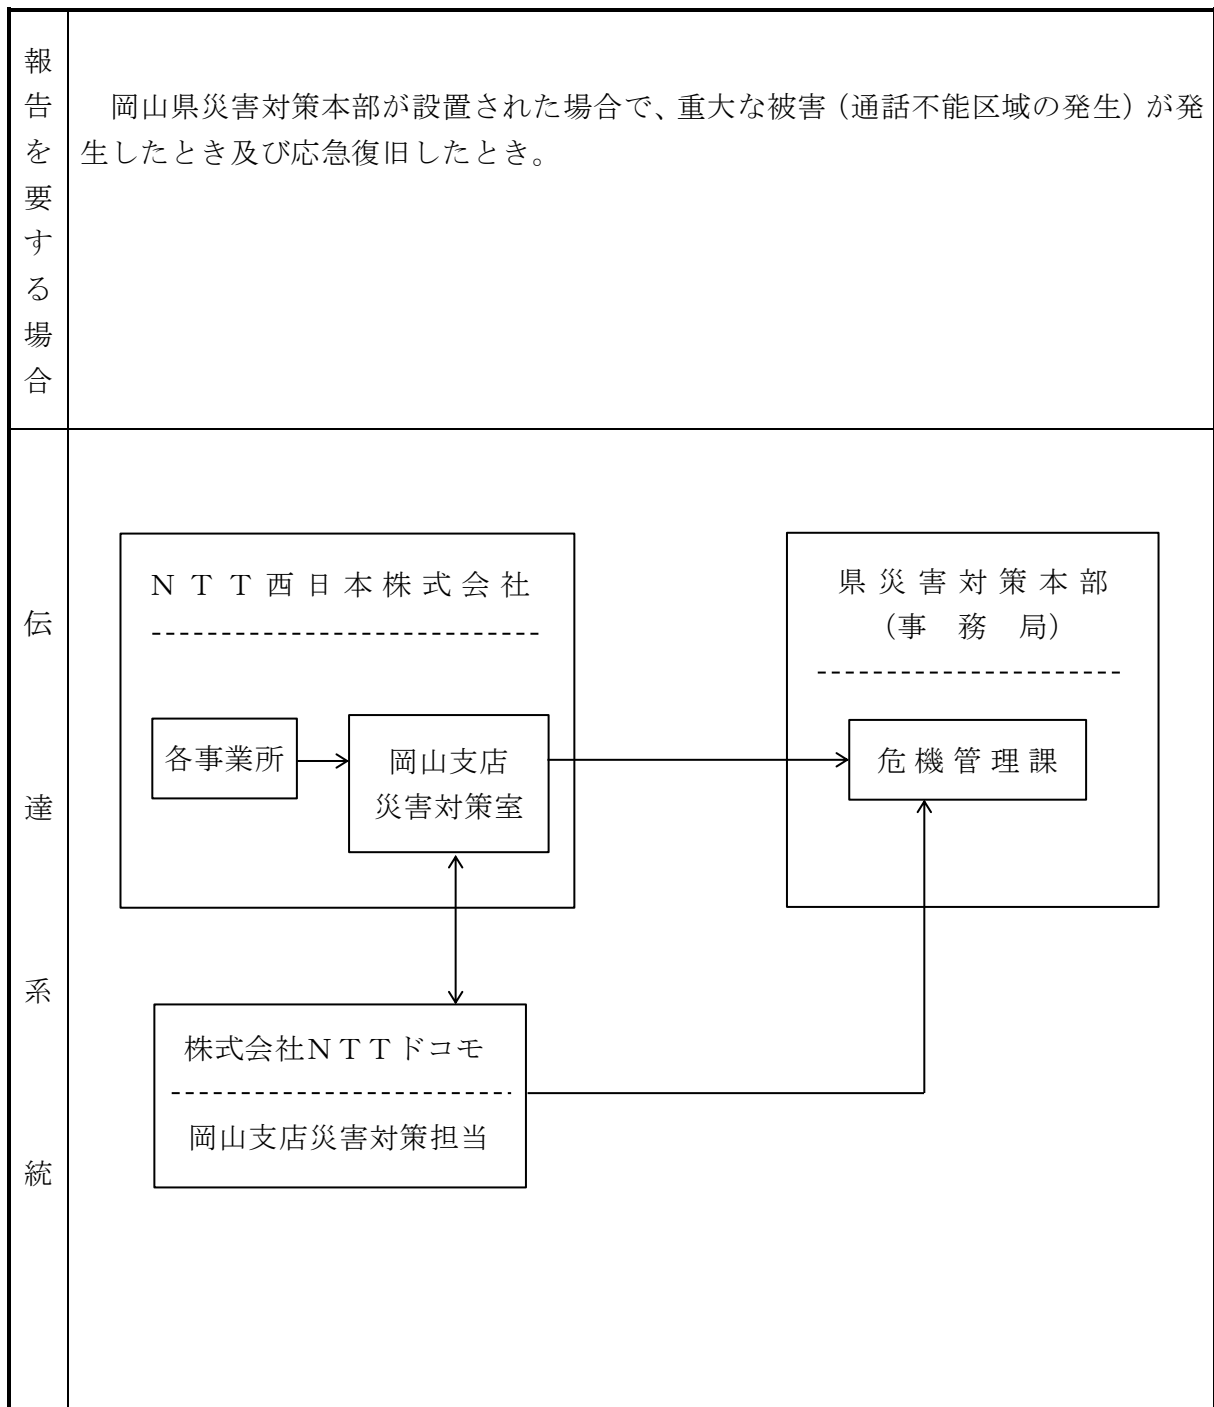 報告を要する場合
岡山県災害対策本部が設置された場合で、重大な被害（通話不能区域の発生）が発
生したとき及び応急復旧したとき。
伝達系統
ＮＴＴ西日本株式会社
各事業所
岡山支店
災害対策室
県災害対策本部
（事　務　局）
危機管理課
株式会社ＮＴＴドコモ
岡山支店災害対策担当